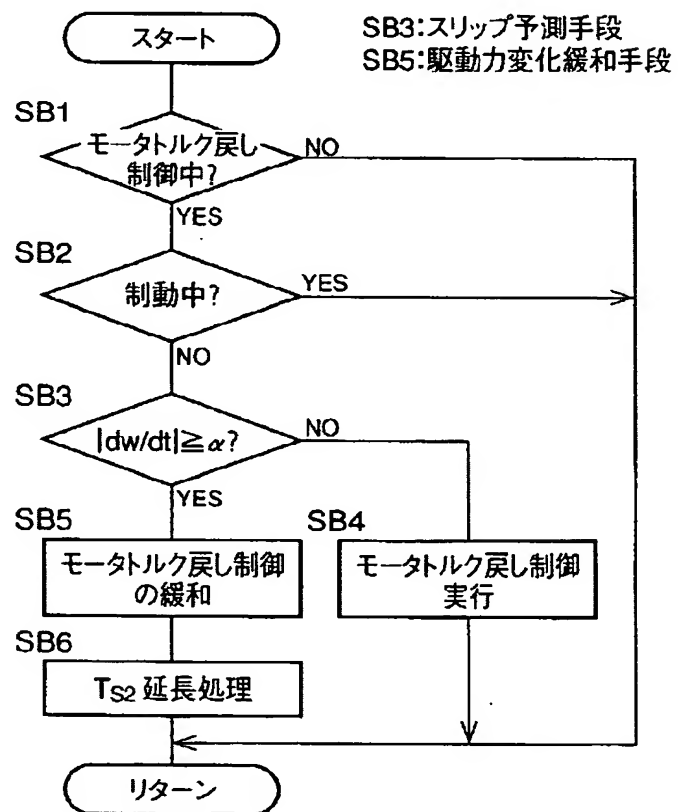 スタート
SB3:スリップ予測手段
SB5:駆動力変化緩和手段
SB1
モータトルク戻し
制御中?
NO
YES
SB2
制動中?
YES
NO
SB3
|dw/dt|≧α?
NO
YES
SB5
モータトルク戻し制御
の緩和
SB4
モータトルク戻し制御
実行
SB6
TS2 延長処理
リターン